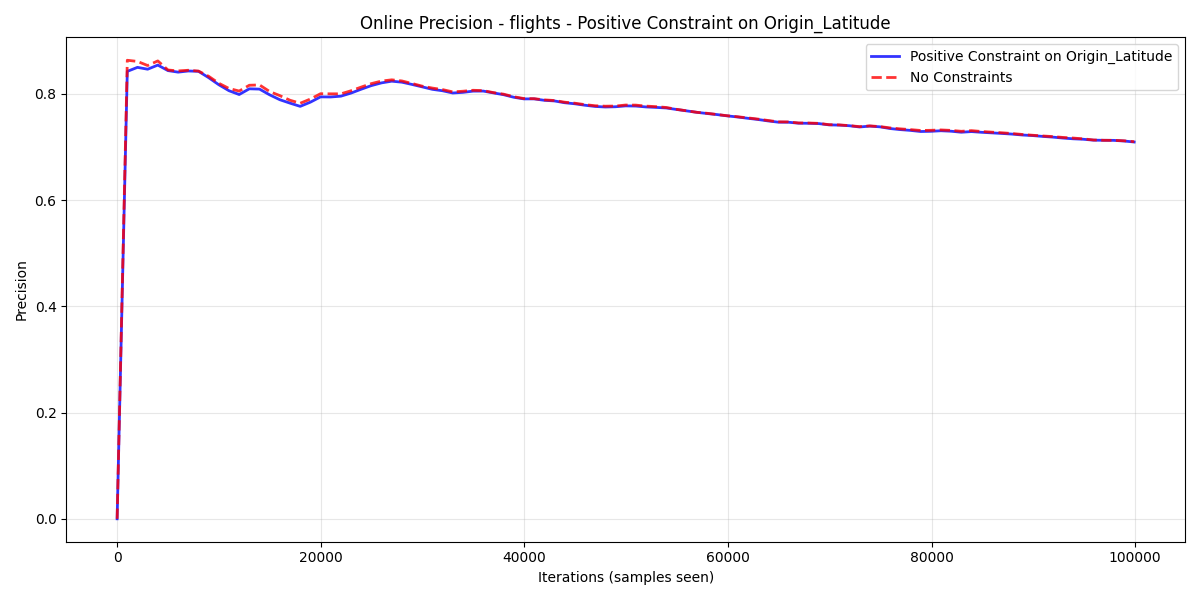 Online Precision - flights - Positive Constraint on Origin_Latitude
Positive Constraint on Origin_Latitude
No Constraints
Precision
0.8
0.6
0.4
0.2
0.0
0
20000
40000
60000
80000
100000
Iterations (samples seen)